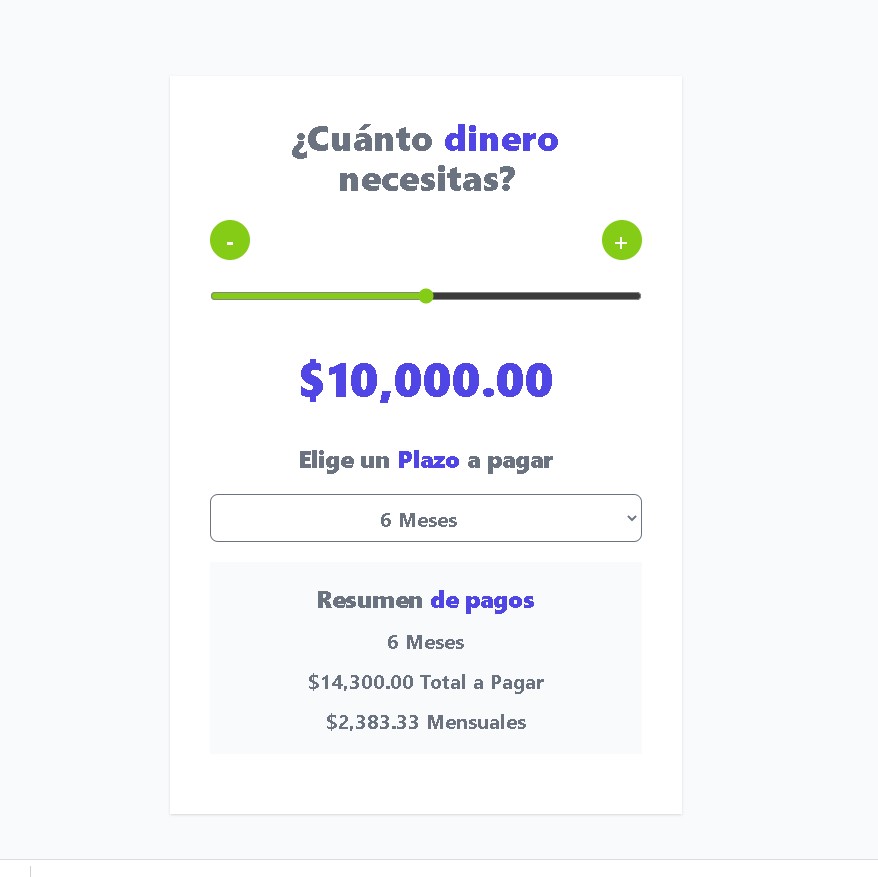 ¿Cuánto dinero
necesitas?
-
+
$10,000.00
Elige un Plazo a pagar
6 Meses
Resumen de pagos
6 Meses
$14,300.00 Total a Pagar
$2,383.33 Mensuales